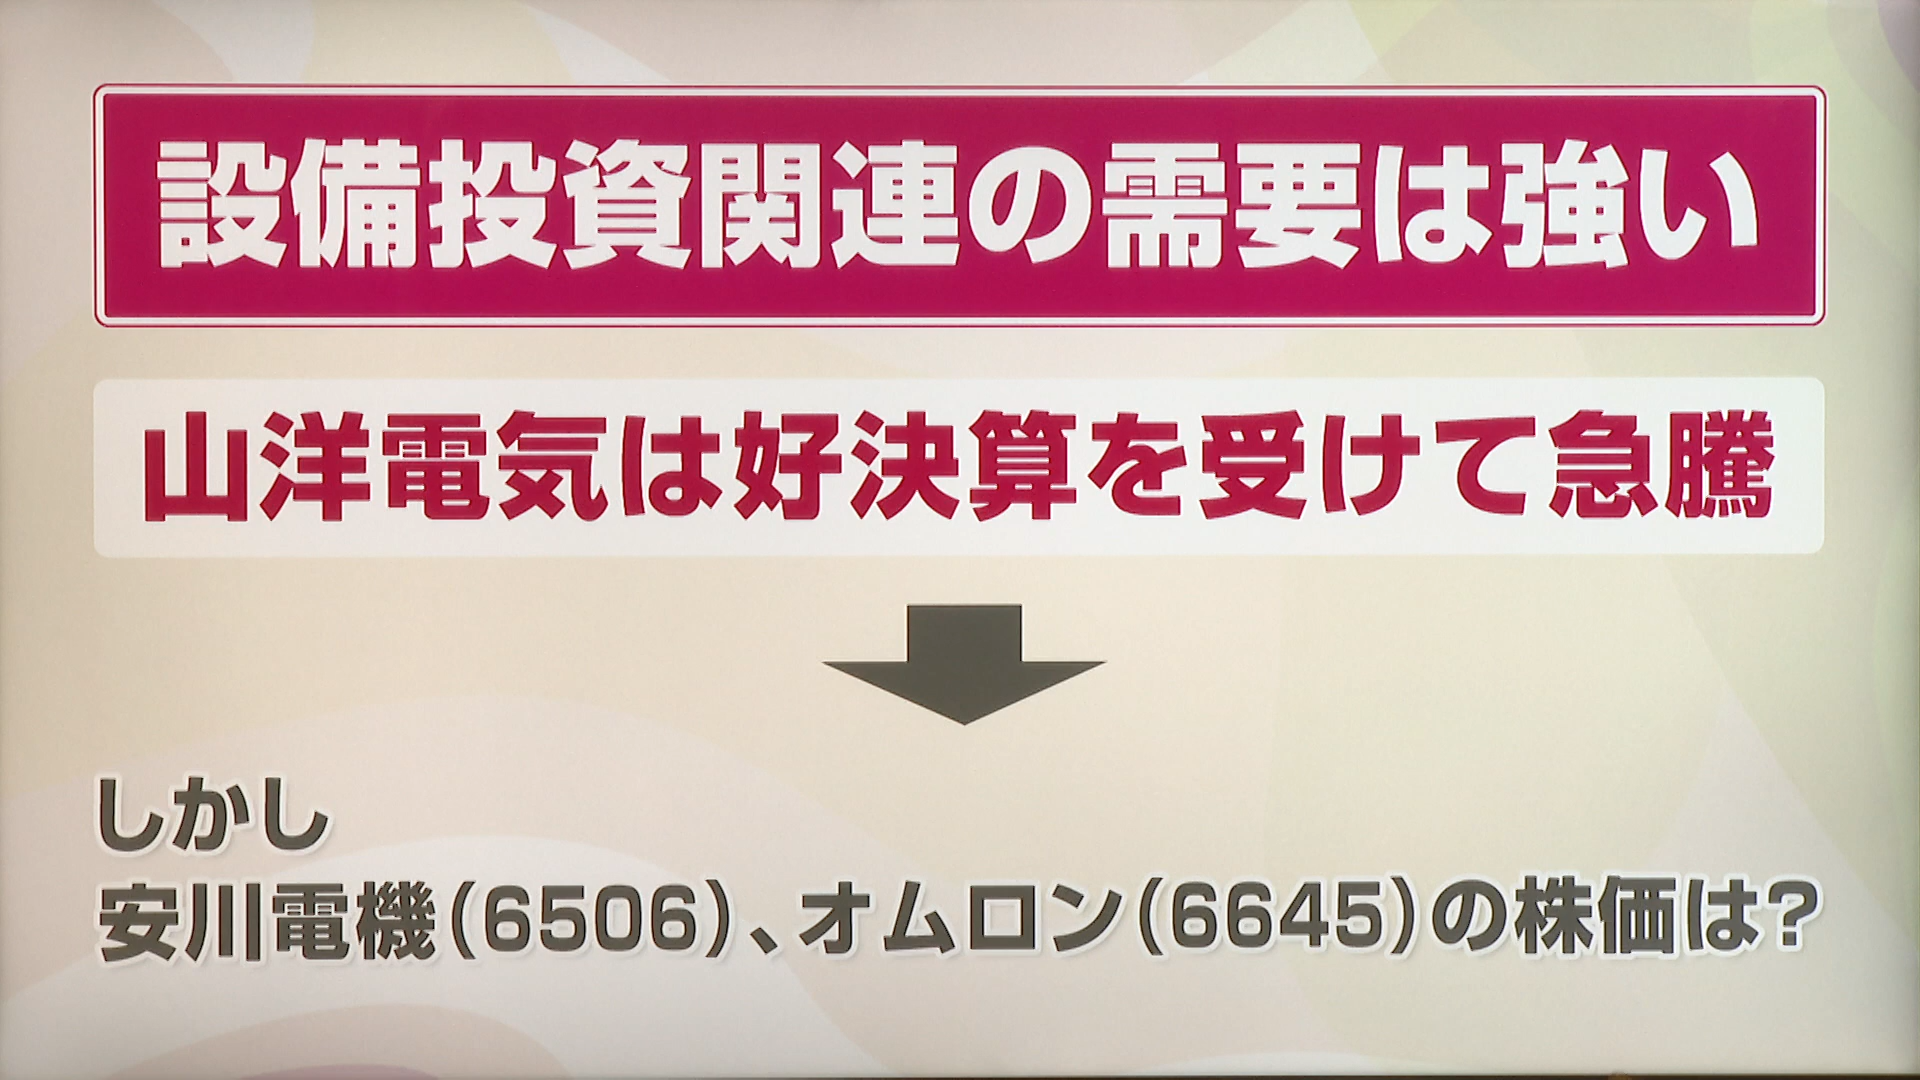 設備投資関連の需要は強い
山洋電気は好決算を受けて急騰
しかし
安川電機(6506)、オムロン(6645)の株価は?